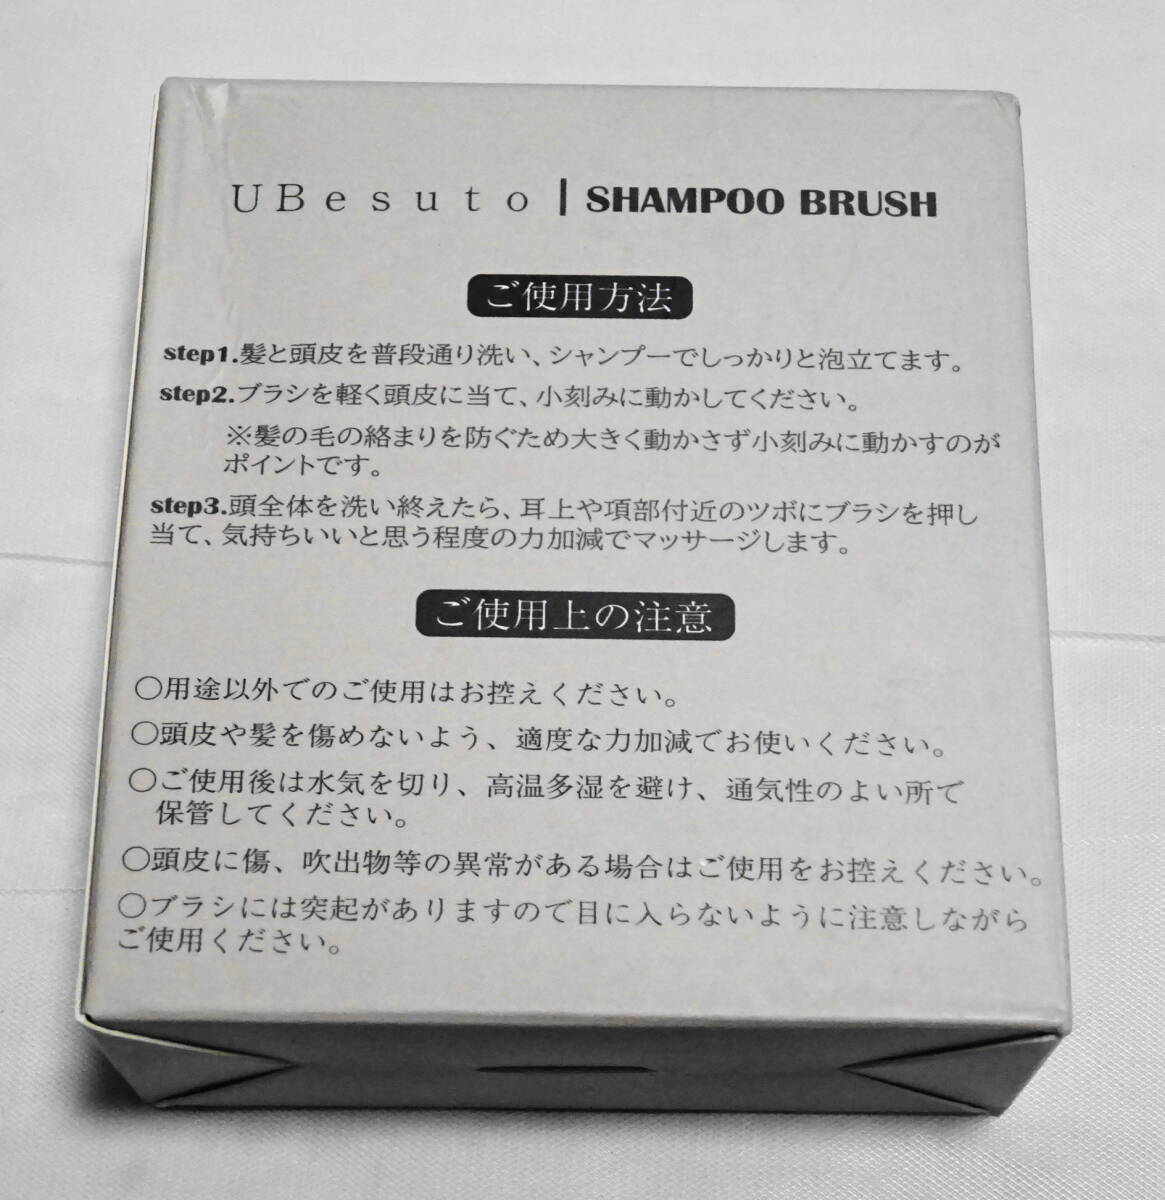 UBesuto | SHAMPOO BRUSH
ご使用方法
step1.髪と頭皮を普段通り洗い、シャンプーでしっかりと泡立てます。
step2.ブラシを軽く頭皮に当て、小刻みに動かしてください。
※髪の毛の絡まりを防ぐため大きく動かさず小刻みに動かすのが
ポイントです。
step3.頭全体を洗い終えたら、耳上や項部付近のツボにブラシを押し
当て、気持ちいいと思う程度の力加減でマッサージします。
ご使用上の注意
○用途以外でのご使用はお控えください。
○頭皮や髪を傷めないよう、適度な力加減でお使いください。
○ご使用後は水気を切り、高温多湿を避け、通気性のよい所で
保管してください。
○頭皮に傷、吹出物等の異常がある場合はご使用をお控えください。
○ブラシには突起がありますので目に入らないように注意しながら
ご使用ください。